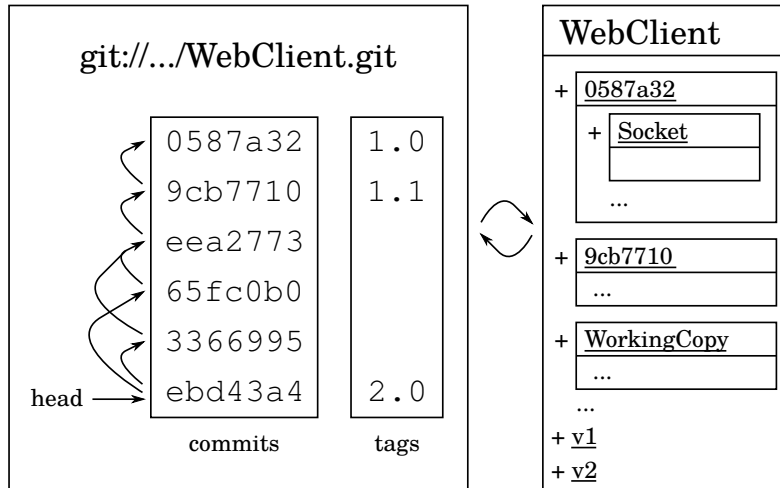 git://.../WebClient.git
0587a32 1.0
9cb7710 1.1
eea2773
65fc0b0
3366995
head ebd43a4 2.0
commits tags
WebClient
+ 0587a32
+ Socket
...
+ 9cb7710
...
+ WorkingCopy
...
...
+ v1
+ v2